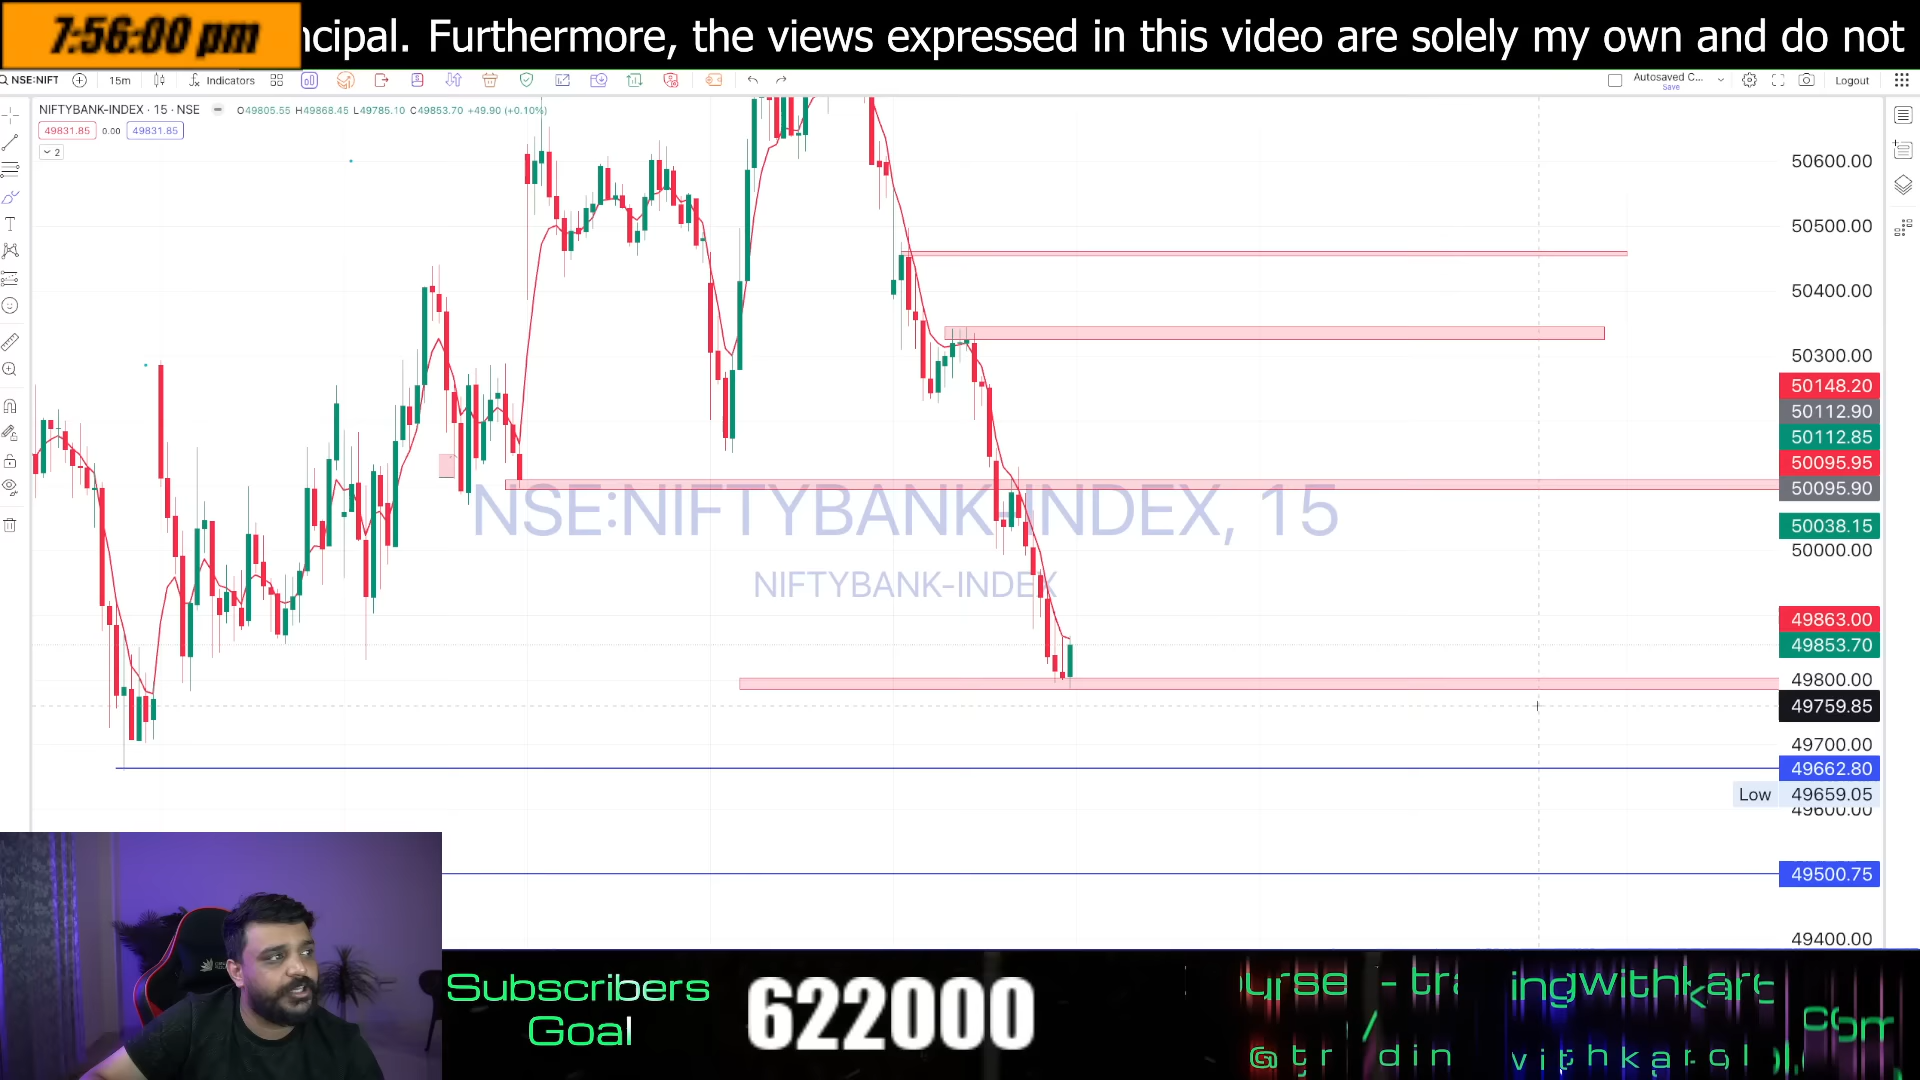 7:56:00 pm
ncipal. Furthermore, the views expressed in this video are solely my own and do not
NSE:NIFT
15m
Indicators
Autosaved C...
Save
Logout
NIFTYBANK-INDEX · 15 · NSE
O49805.55 H49868.45 L49785.10 C49853.70 +49.90 (+0.10%)
49831.85 0.00 49831.85
2
50600.00
50500.00
50400.00
50300.00
50148.20
50112.90
50112.85
50095.95
50095.90
50038.15
50000.00
49863.00
49853.70
49800.00
49759.85
49700.00
49662.80
Low 49659.05
49600.00
49500.75
49400.00
NSE:NIFTYBANK-INDEX, 15
NIFTYBANK-INDEX
Subscribers
Goal
622000